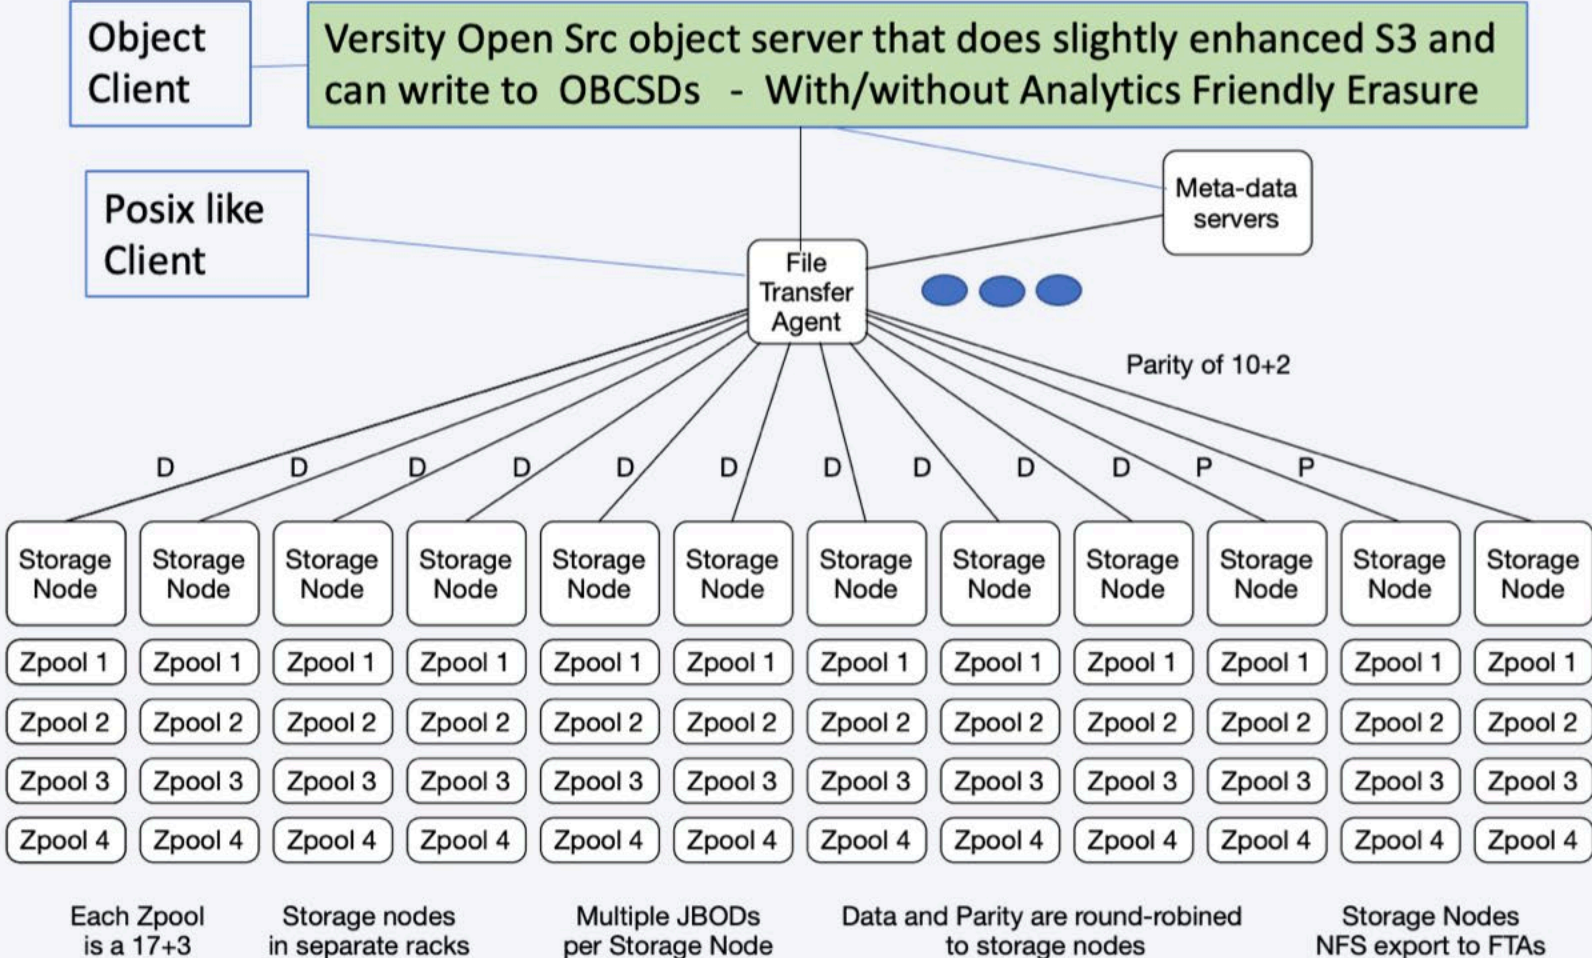 Object
Client
Versity Open Src object server that does slightly enhanced S3 and
can write to OBCSDs - With/without Analytics Friendly Erasure
Meta-data
servers
Posix like
Client
File
Transfer
Agent
Parity of 10+2
D D D D D D D D D D P P
Storage Storage Storage Storage Storage Storage Storage Storage Storage Storage Storage Storage
Node Node Node Node Node Node Node Node Node Node Node Node
Zpool 1 Zpool 1 Zpool 1 Zpool 1 Zpool 1 Zpool 1 Zpool 1 Zpool 1 Zpool 1 Zpool 1 Zpool 1 Zpool 1
Zpool 2 Zpool 2 Zpool 2 Zpool 2 Zpool 2 Zpool 2 Zpool 2 Zpool 2 Zpool 2 Zpool 2 Zpool 2 Zpool 2
Zpool 3 Zpool 3 Zpool 3 Zpool 3 Zpool 3 Zpool 3 Zpool 3 Zpool 3 Zpool 3 Zpool 3 Zpool 3 Zpool 3
Zpool 4 Zpool 4 Zpool 4 Zpool 4 Zpool 4 Zpool 4 Zpool 4 Zpool 4 Zpool 4 Zpool 4 Zpool 4 Zpool 4
Each Zpool
is a 17+3
Storage nodes
in separate racks
Multiple JBODs
per Storage Node
Data and Parity are round-robined
to storage nodes
Storage Nodes
NFS export to FTAs